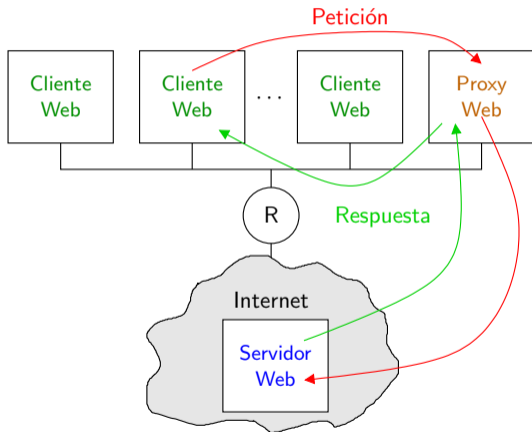 Petición
Cliente
Web
Cliente
Web
...
Cliente
Web
Proxy
Web
R
Respuesta
Internet
Servidor
Web